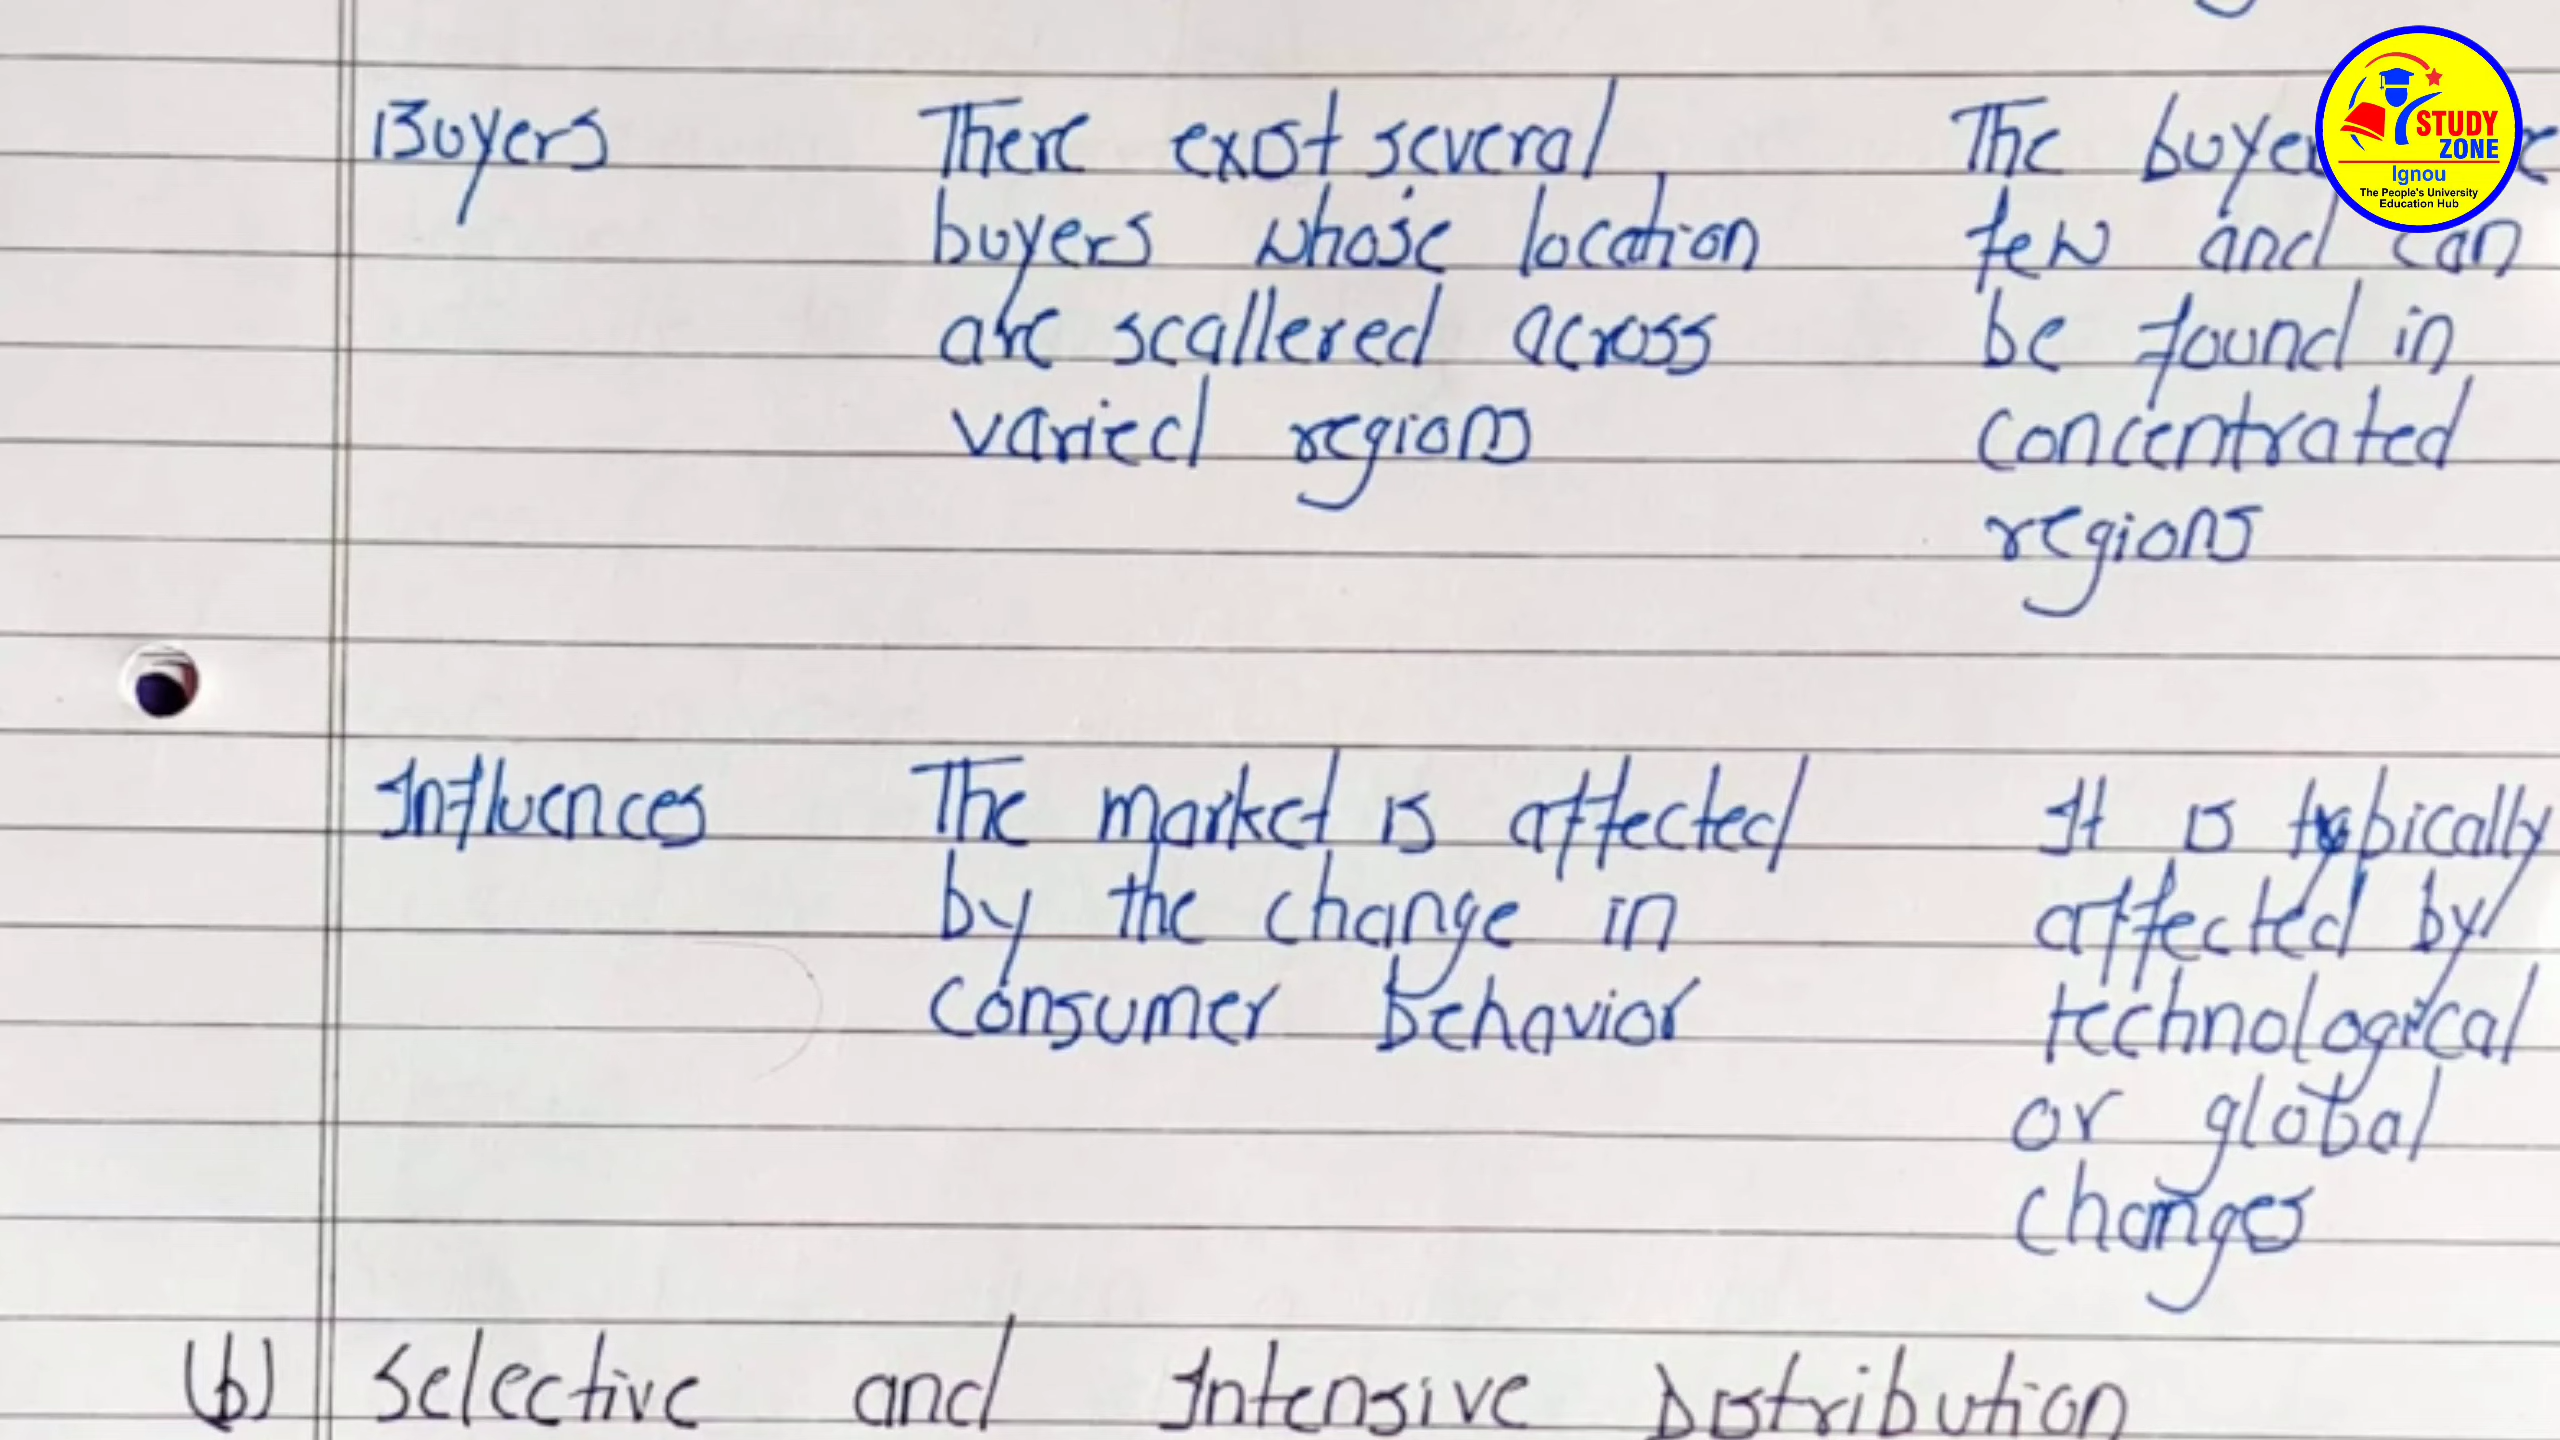 Buyers
There exist several
buyers whose location
are scallered across
varied regions
The
few and can
be found in
concentrated
regions
Influences
The market is affected
by the change in
consumer Behavior
It is typically
affected by
technological
or global
changes
(b) Selective and Intensive Distribution
STUDY
ZONE
Ignou
The People's University
Education Hub